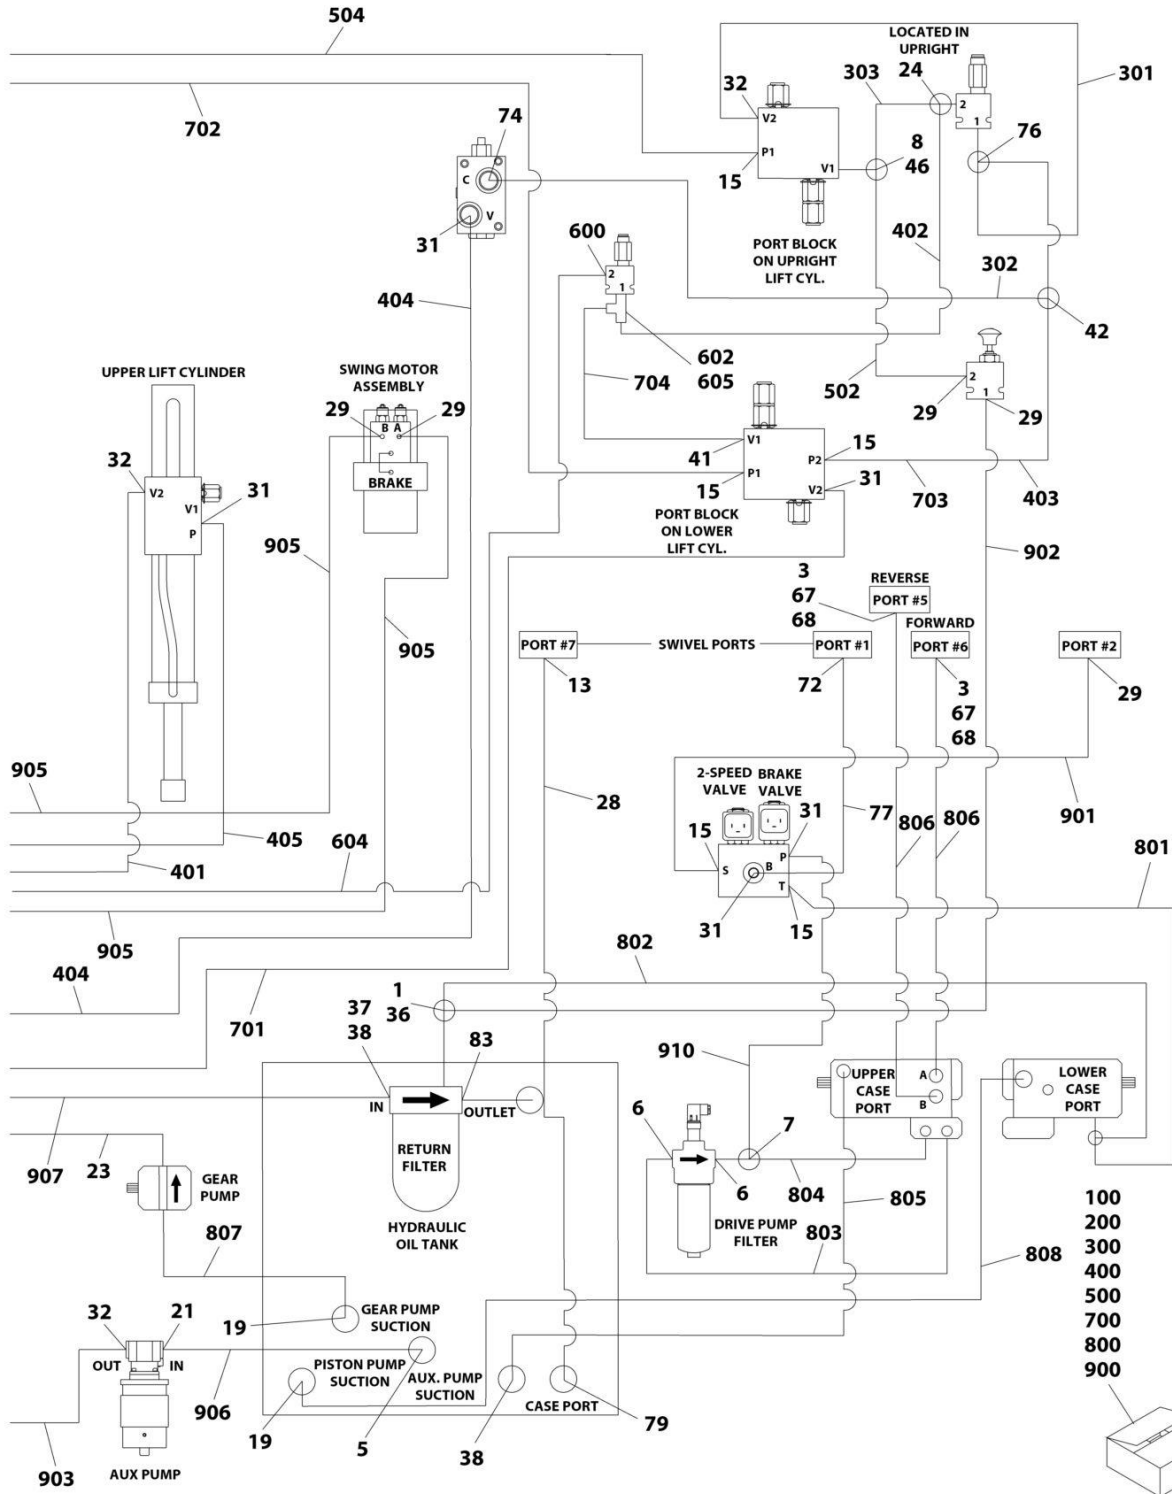 504
LOCATED IN
UPRIGHT
24
303
32
301
702
74
2
1
V2
76
P1
8
46
V1
15
C
V
31
600
2
1
PORT BLOCK
ON UPRIGHT
LIFT CYL.
402
302
404
42
602
605
704
502
2
1
29
29
UPPER LIFT CYLINDER
SWING MOTOR
ASSEMBLY
29
29
B A
BRAKE
32
V2
31
V1
P
V1
41
P2
15
P1
15
V2
31
703
403
PORT BLOCK
ON LOWER
LIFT CYL.
905
902
3
67
68
REVERSE
PORT #5
FORWARD
905
PORT #7
SWIVEL PORTS
PORT #1
PORT #6
PORT #2
13
72
3
67
68
29
905
2-SPEED
VALVE
BRAKE
VALVE
28
31
77
901
405
604
15
806
806
801
401
P
S
B
T
905
31
15
802
404
1
36
37
38
83
701
910
UPPER
CASE
PORT
A
B
LOWER
CASE
PORT
IN
OUTLET
6
7
RETURN
FILTER
23
907
GEAR
PUMP
6
804
805
HYDRAULIC
OIL TANK
DRIVE PUMP
FILTER
803
807
808
100
200
300
400
500
700
800
900
32
21
19
GEAR PUMP
SUCTION
OUT
IN
PISTON PUMP
SUCTION
AUX. PUMP
SUCTION
CASE PORT
906
19
5
38
79
903
AUX PUMP